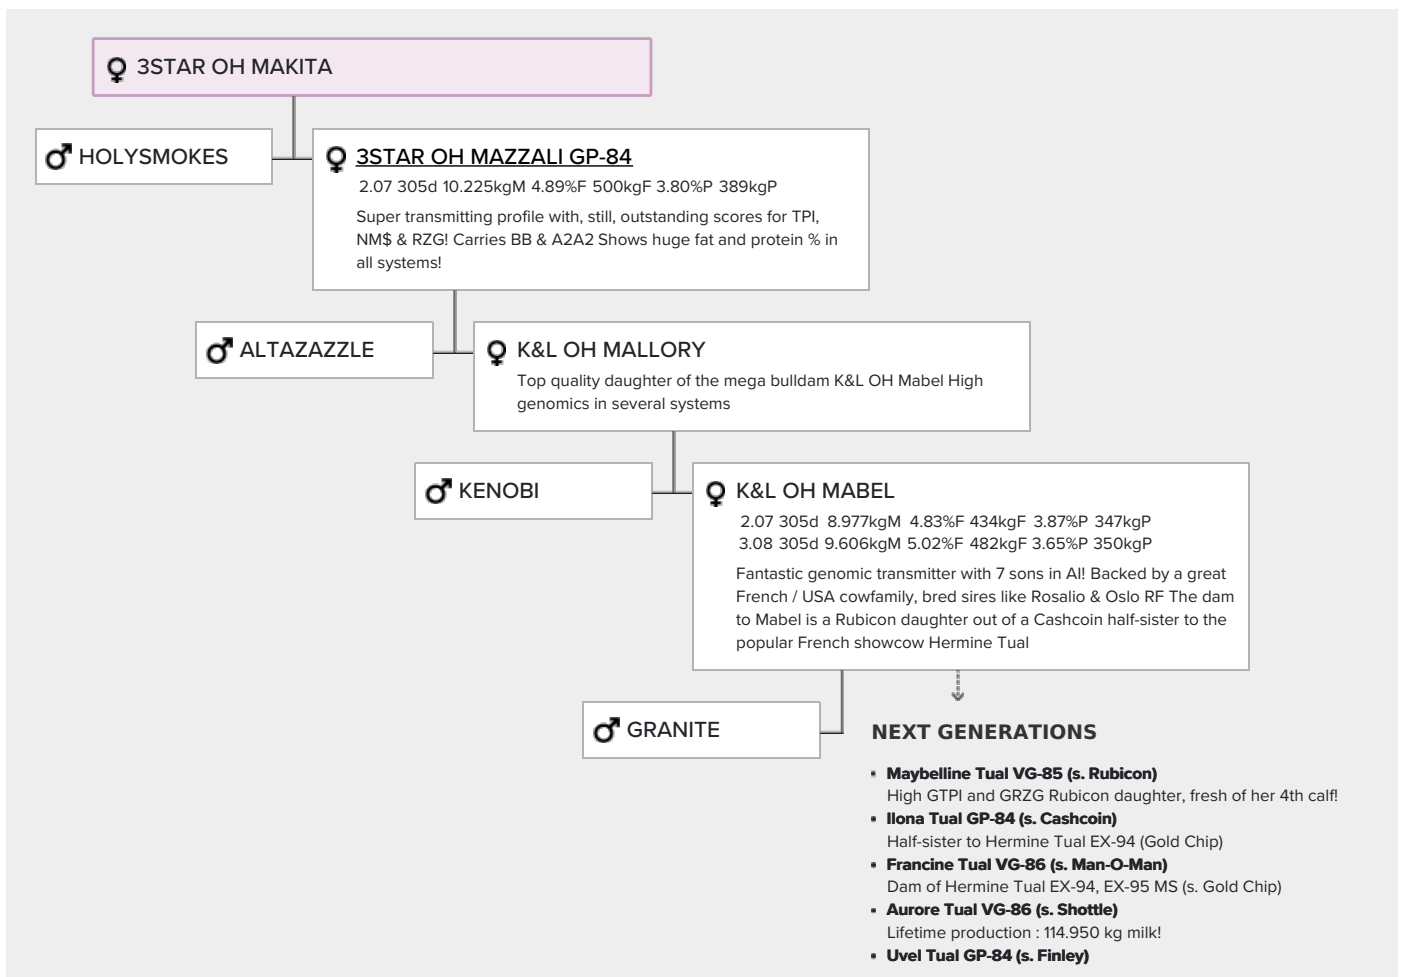 3STAR OH MAKITA
HOLYSMOKES
3STAR OH MAZZALI GP-84
2.07 305d 10.225kgM 4.89%F 500kgF 3.80%P 389kgP
Super transmitting profile with, still, outstanding scores for TPI,
NM$ & RZG! Carries BB & A2A2 Shows huge fat and protein % in
all systems!
ALTAZAZZLE
K&L OH MALLORY
Top quality daughter of the mega bulldam K&L OH Mabel High
genomics in several systems
KENOBI
K&L OH MABEL
2.07 305d 8.977kgM 4.83%F 434kgF 3.87%P 347kgP
3.08 305d 9.606kgM 5.02%F 482kgF 3.65%P 350kgP
Fantastic genomic transmitter with 7 sons in AI! Backed by a great
French / USA cowfamily, bred sires like Rosalio & Oslo RF The dam
to Mabel is a Rubicon daughter out of a Cashcoin half-sister to the
popular French showcow Hermine Tual
GRANITE
NEXT GENERATIONS
Maybelline Tual VG-85 (s. Rubicon)
High GTPI and GRZG Rubicon daughter, fresh of her 4th calf!
Ilona Tual GP-84 (s. Cashcoin)
Half-sister to Hermine Tual EX-94 (Gold Chip)
Francine Tual VG-86 (s. Man-O-Man)
Dam of Hermine Tual EX-94, EX-95 MS (s. Gold Chip)
Aurore Tual VG-86 (s. Shottle)
Lifetime production : 114.950 kg milk!
Uvel Tual GP-84 (s. Finley)